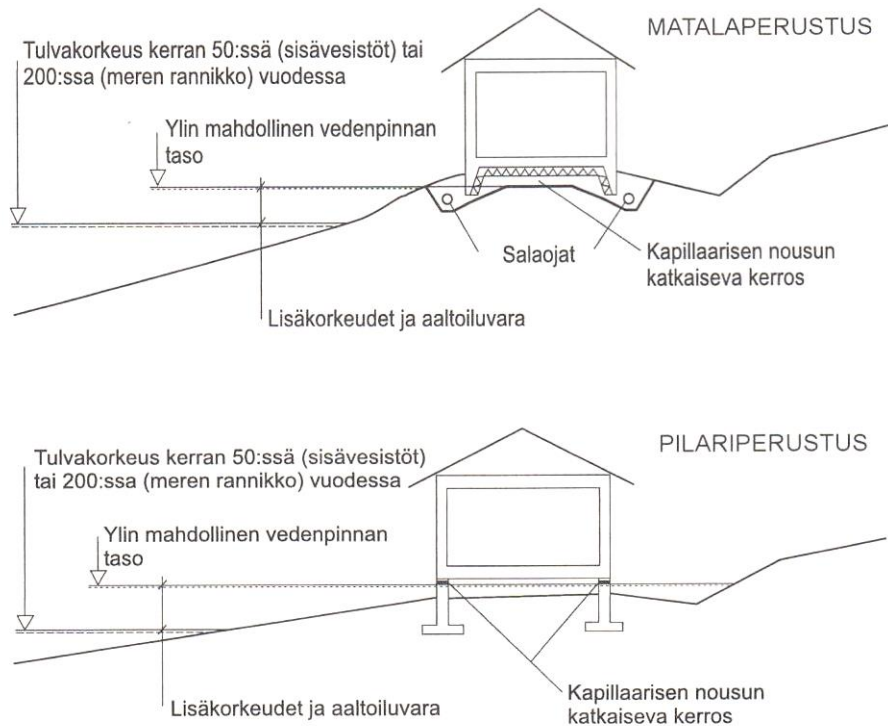 MATALAPERUSTUS
Tulvakorkeus kerran 50:ssä (sisävesistöt) tai
200:ssa (meren rannikko) vuodessa
Ylin mahdollinen vedenpinnan
taso
Salaojat
Kapillaarisen nousun
katkaiseva kerros
Lisäkorkeudet ja aaltoiluvara
PILARIPERUSTUS
Tulvakorkeus kerran 50:ssä (sisävesistöt)
tai 200:ssa (meren rannikko) vuodessa
Ylin mahdollinen vedenpinnan
taso
Lisäkorkeudet ja aaltoiluvara
Kapillaarisen nousun
katkaiseva kerros